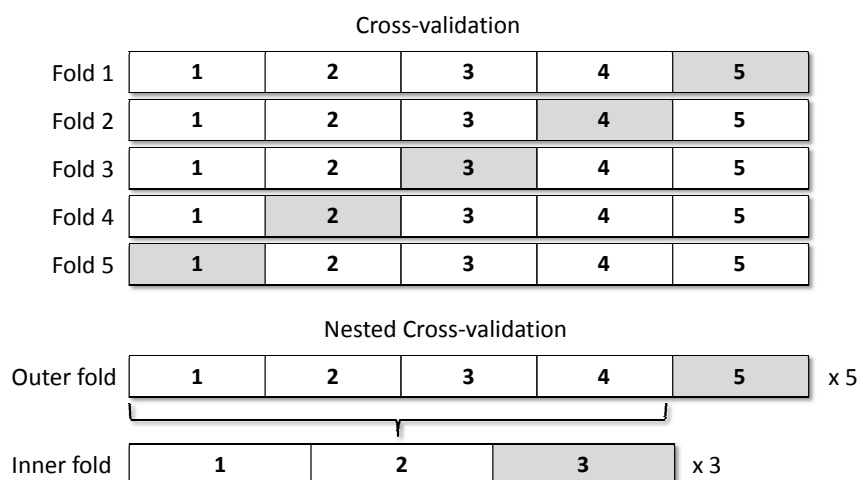 Cross-validation
Fold 1 1 2 3 4 5
Fold 2 1 2 3 4 5
Fold 3 1 2 3 4 5
Fold 4 1 2 3 4 5
Fold 5 1 2 3 4 5
Nested Cross-validation
Outer fold 1 2 3 4 5 x 5
Inner fold 1 2 3 x 3